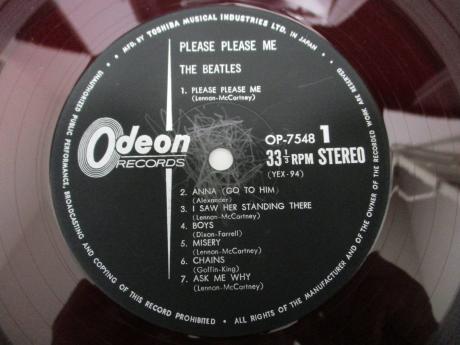 • MFD. BY TOSHIBA MUSICAL INDUSTRIES LTD. IN JAPAN •
UNAUTHORIZED PUBLIC PERFORMANCE, BROADCASTING AND COPYING OF THIS RECORD PROHIBITED • ALL RIGHTS OF THE MANUFACTURER AND OF THE OWNER OF THE RECORDED WORK ARE RESERVED
PLEASE PLEASE ME
THE BEATLES
1. PLEASE PLEASE ME
(Lennon-McCartney)
Odeon
RECORDS
OP-7548 1
33 1/3 RPM STEREO
(YEX-94)
2. ANNA (GO TO HIM)
(Alexander)
3. I SAW HER STANDING THERE
(Lennon-McCartney)
4. BOYS
(Dixon-Farrell)
5. MISERY
(Lennon-McCartney)
6. CHAINS
(Goffin-King)
7. ASK ME WHY
(Lennon-McCartney)